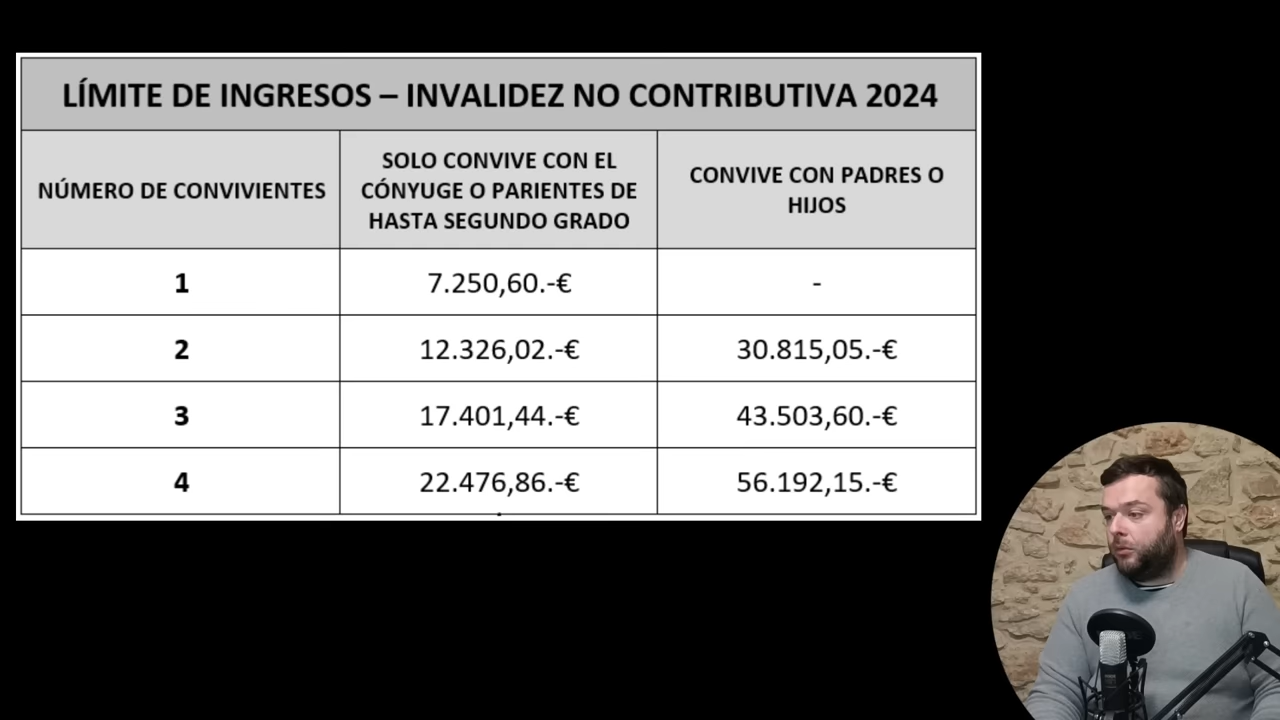 LÍMITE DE INGRESOS – INVALIDEZ NO CONTRIBUTIVA 2024
NÚMERO DE CONVIVIENTES
SOLO CONVIVE CON EL
CÓNYUGE O PARIENTES DE
HASTA SEGUNDO GRADO
CONVIVE CON PADRES O
HIJOS
1
7.250,60.-€
-
2
12.326,02.-€
30.815,05.-€
3
17.401,44.-€
43.503,60.-€
4
22.476,86.-€
56.192,15.-€